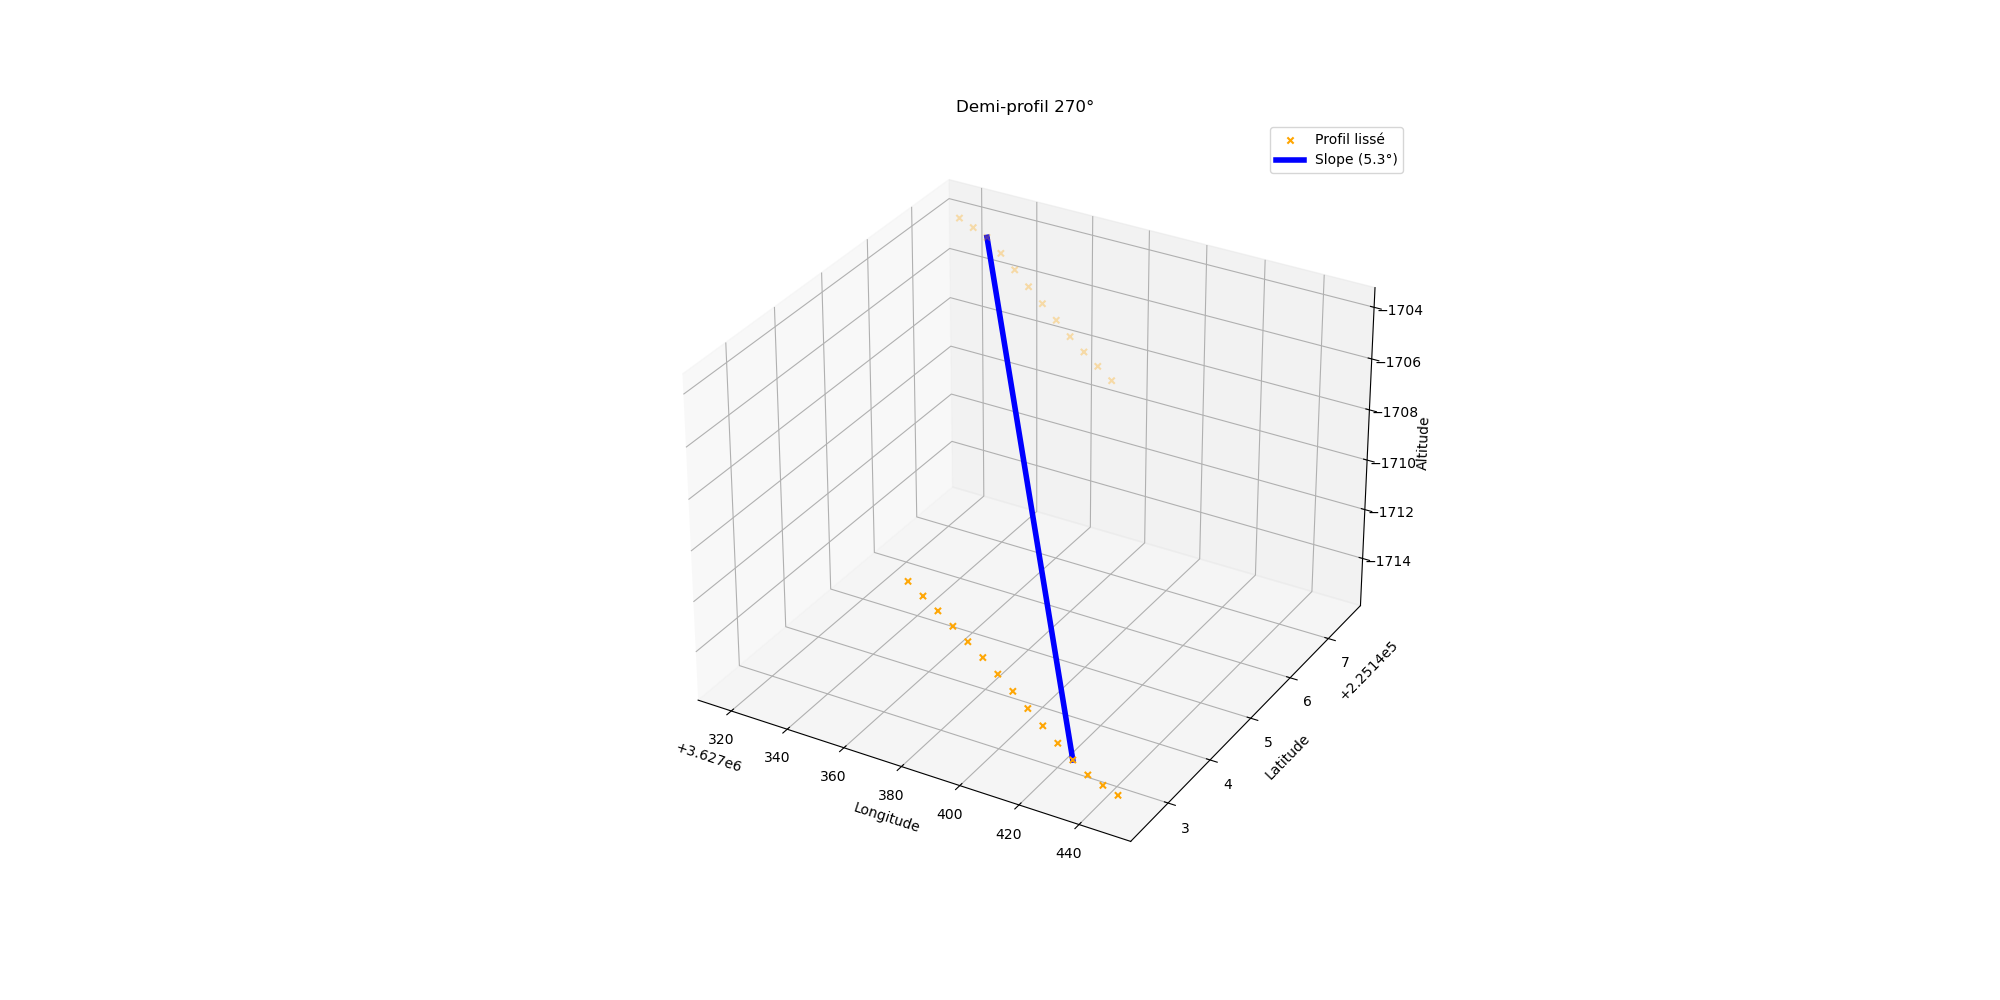 Demi-profil 270°
Profil lissé
Slope (5.3°)
−1704
−1706
−1708
−1710
−1712
−1714
Altitude
7
6
5
4
3
+2.2514e5
Latitude
320
340
360
380
400
420
440
+3.627e6
Longitude